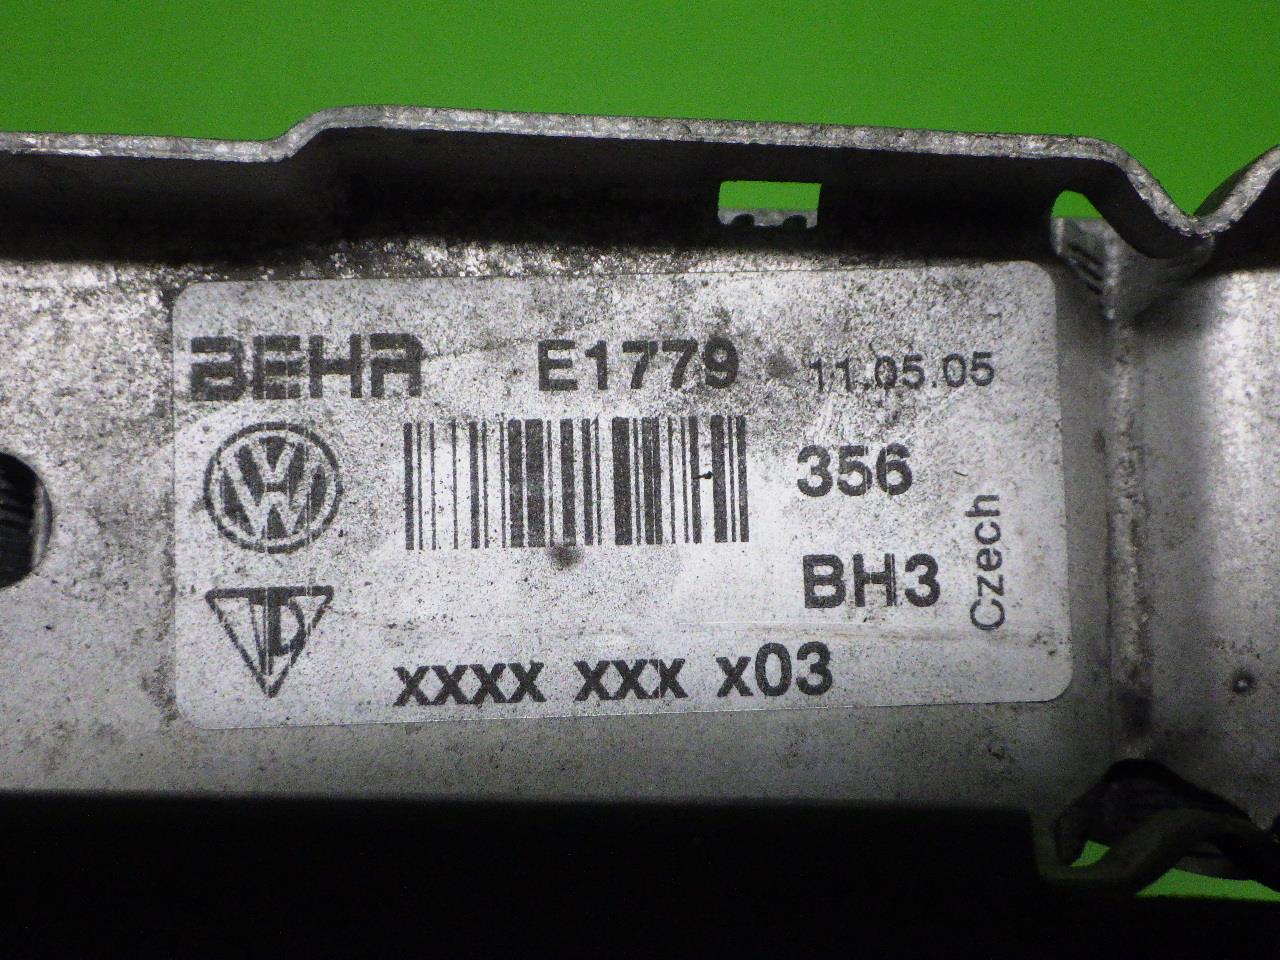 BEHR E1779 11.05.05
356
BH3
Czech
xxxx xxx x03